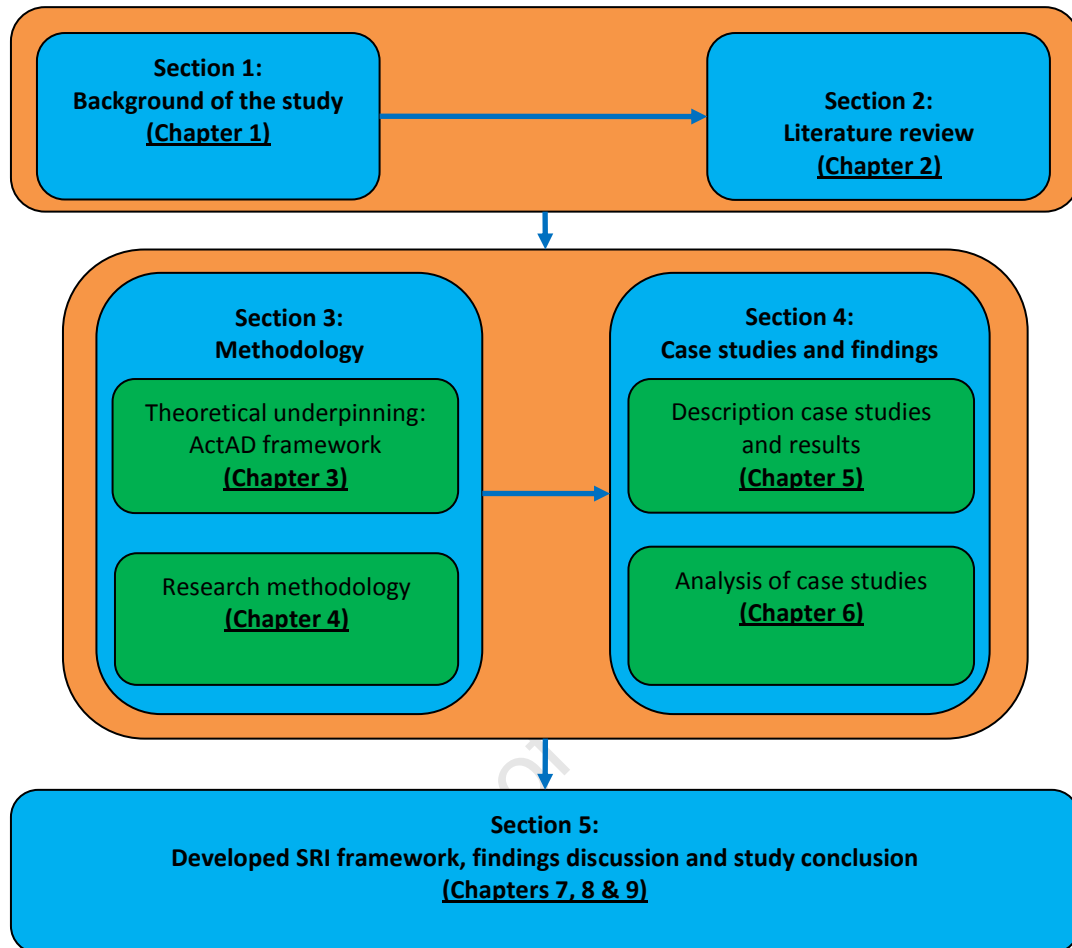 Section 1:
Background of the study
(Chapter 1)
Section 2:
Literature review
(Chapter 2)
Section 3:
Methodology
Theoretical underpinning:
ActAD framework
(Chapter 3)
Research methodology
(Chapter 4)
Section 4:
Case studies and findings
Description case studies
and results
(Chapter 5)
Analysis of case studies
(Chapter 6)
of
Section 5:
Developed SRI framework, findings discussion and study conclusion
(Chapters 7, 8 & 9)